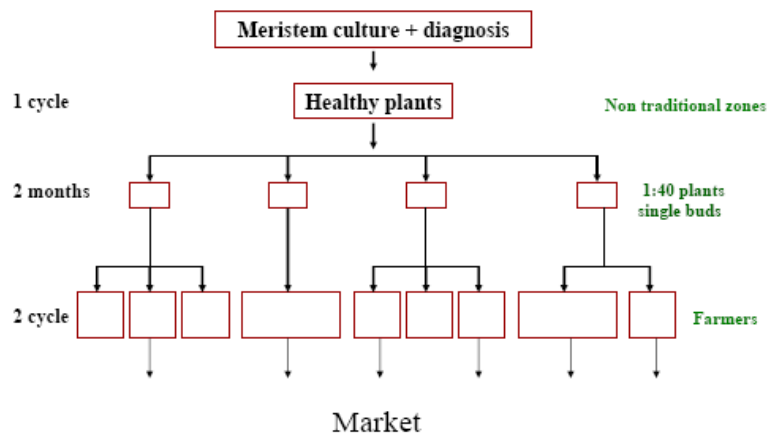 Meristem culture + diagnosis
1 cycle
Healthy plants
Non traditional zones
2 months
1:40 plants
single buds
2 cycle
Farmers
Market